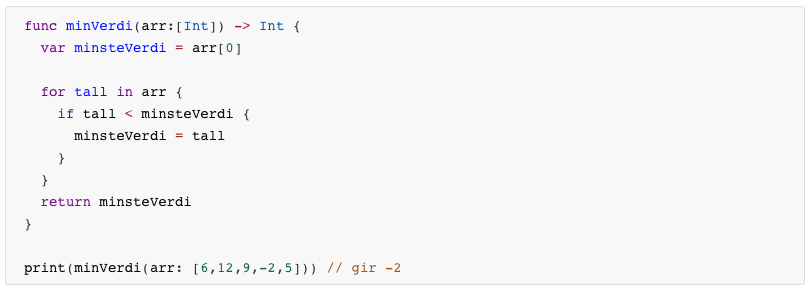 func minVerdi(arr:[Int]) -> Int {
  var minsteVerdi = arr[0]

  for tall in arr {
    if tall < minsteVerdi {
      minsteVerdi = tall
    }
  }
  return minsteVerdi
}

print(minVerdi(arr: [6,12,9,-2,5])) // gir -2